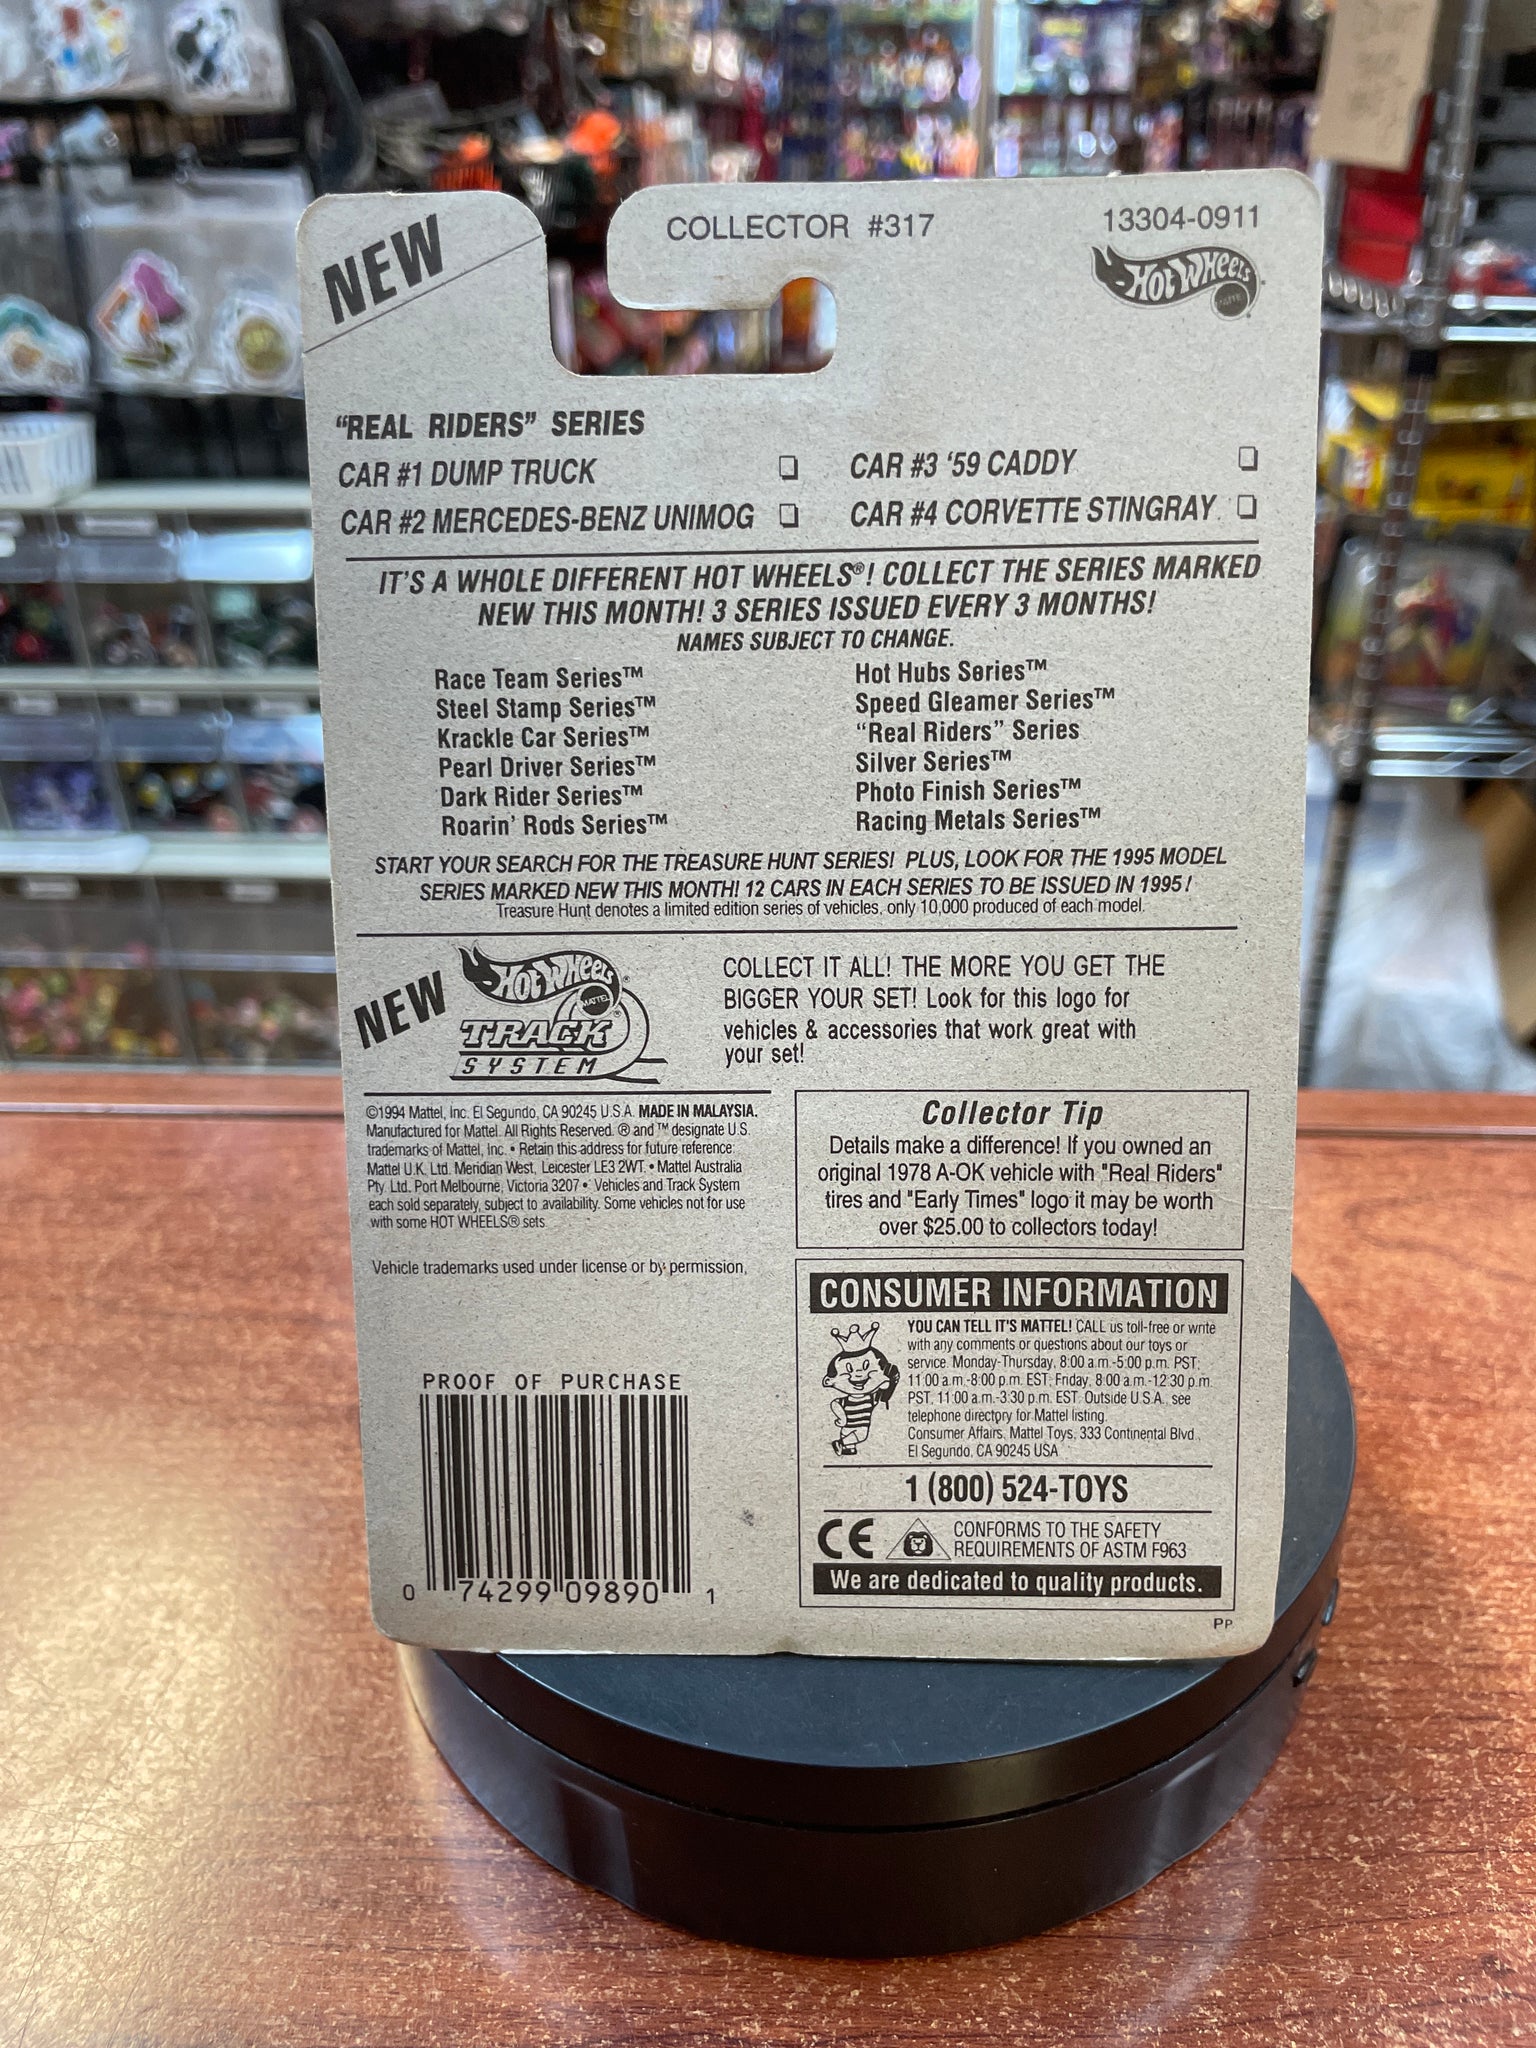 NEW
COLLECTOR #317
13304-0911
HOT WHEELS
MATTEL
"REAL RIDERS" SERIES
CAR #1 DUMP TRUCK ❏
CAR #3 '59 CADDY ❏
CAR #2 MERCEDES-BENZ UNIMOG ❏
CAR #4 CORVETTE STINGRAY ❏
IT'S A WHOLE DIFFERENT HOT WHEELS®! COLLECT THE SERIES MARKED
NEW THIS MONTH! 3 SERIES ISSUED EVERY 3 MONTHS!
NAMES SUBJECT TO CHANGE.
Race Team Series™
Steel Stamp Series™
Krackle Car Series™
Pearl Driver Series™
Dark Rider Series™
Roarin' Rods Series™
Hot Hubs Series™
Speed Gleamer Series™
"Real Riders" Series
Silver Series™
Photo Finish Series™
Racing Metals Series™
START YOUR SEARCH FOR THE TREASURE HUNT SERIES! PLUS, LOOK FOR THE 1995 MODEL
SERIES MARKED NEW THIS MONTH! 12 CARS IN EACH SERIES TO BE ISSUED IN 1995!
Treasure Hunt denotes a limited edition series of vehicles, only 10,000 produced of each model.
NEW
HOT WHEELS®
MATTEL
TRACK®
SYSTEM
COLLECT IT ALL! THE MORE YOU GET THE
BIGGER YOUR SET! Look for this logo for
vehicles & accessories that work great with
your set!
©1994 Mattel, Inc. El Segundo, CA 90245 U.S.A. MADE IN MALAYSIA.
Manufactured for Mattel. All Rights Reserved. ® and ™ designate U.S.
trademarks of Mattel, Inc. • Retain this address for future reference:
Mattel U.K. Ltd. Meridian West, Leicester LE3 2WT. • Mattel Australia
Pty. Ltd. Port Melbourne, Victoria 3207 • Vehicles and Track System
each sold separately, subject to availability. Some vehicles not for use
with some HOT WHEELS® sets.
Vehicle trademarks used under license or by permission,
Collector Tip
Details make a difference! If you owned an
original 1978 A-OK vehicle with "Real Riders"
tires and "Early Times" logo it may be worth
over $25.00 to collectors today!
CONSUMER INFORMATION
YOU CAN TELL IT'S MATTEL! CALL us toll-free or write
with any comments or questions about our toys or
service. Monday-Thursday, 8:00 a.m.-5:00 p.m. PST;
11:00 a.m.-8:00 p.m. EST; Friday, 8:00 a.m.-12:30 p.m.
PST, 11:00 a.m.-3:30 p.m. EST. Outside U.S.A., see
telephone directory for Mattel listing.
Consumer Affairs, Mattel Toys, 333 Continental Blvd.,
El Segundo, CA 90245 USA
1 (800) 524-TOYS
CE
CONFORMS TO THE SAFETY
REQUIREMENTS OF ASTM F963
We are dedicated to quality products.
PP
PROOF OF PURCHASE
0 74299 09890 1